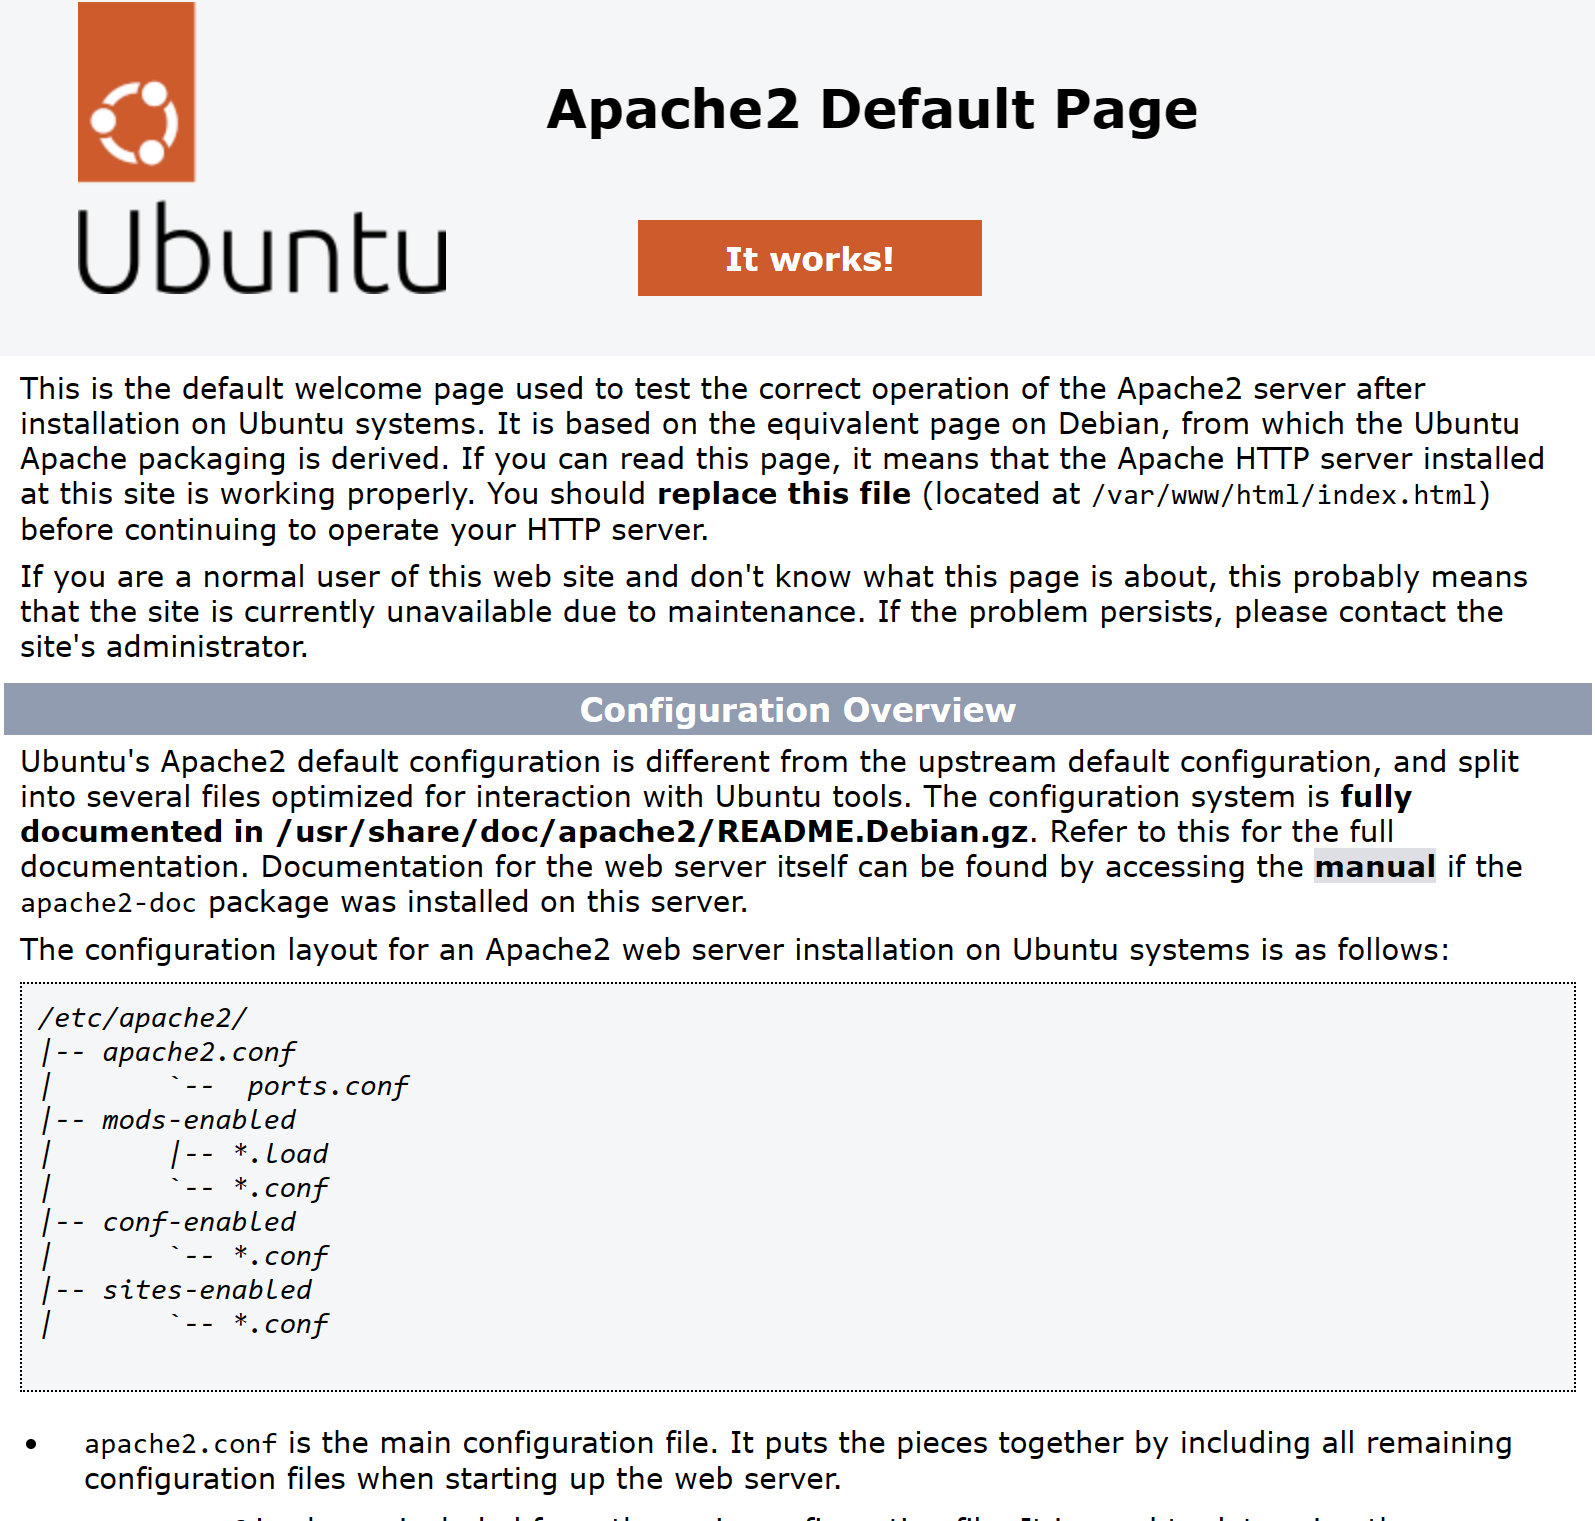 Ubuntu
Apache2 Default Page
It works!
This is the default welcome page used to test the correct operation of the Apache2 server after
installation on Ubuntu systems. It is based on the equivalent page on Debian, from which the Ubuntu
Apache packaging is derived. If you can read this page, it means that the Apache HTTP server installed
at this site is working properly. You should replace this file (located at /var/www/html/index.html)
before continuing to operate your HTTP server.
If you are a normal user of this web site and don't know what this page is about, this probably means
that the site is currently unavailable due to maintenance. If the problem persists, please contact the
site's administrator.
Configuration Overview
Ubuntu's Apache2 default configuration is different from the upstream default configuration, and split
into several files optimized for interaction with Ubuntu tools. The configuration system is fully
documented in /usr/share/doc/apache2/README.Debian.gz. Refer to this for the full
documentation. Documentation for the web server itself can be found by accessing the manual if the
apache2-doc package was installed on this server.
The configuration layout for an Apache2 web server installation on Ubuntu systems is as follows:
/etc/apache2/
|-- apache2.conf
|       `--  ports.conf
|-- mods-enabled
|       |-- *.load
|       `-- *.conf
|-- conf-enabled
|       `-- *.conf
|-- sites-enabled
|       `-- *.conf
• apache2.conf is the main configuration file. It puts the pieces together by including all remaining
configuration files when starting up the web server.